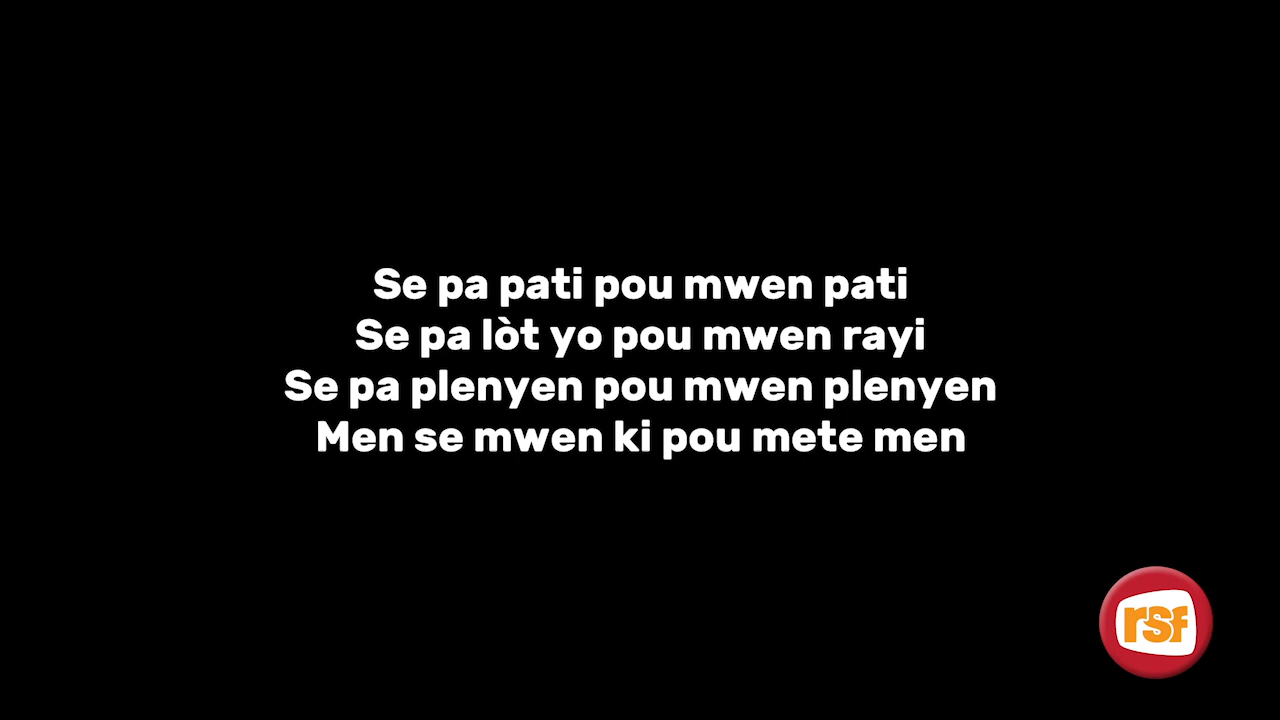 Se pa pati pou mwen pati
Se pa lòt yo pou mwen rayi
Se pa plenyen pou mwen plenyen
Men se mwen ki pou mete men
rsf